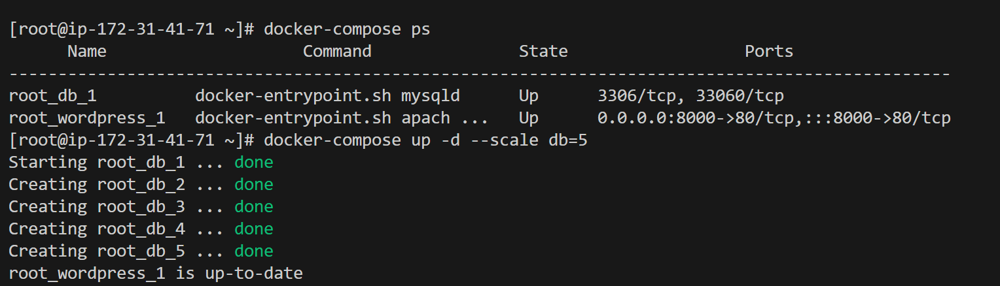 [root@ip-172-31-41-71 ~]# docker-compose ps
      Name                    Command               State                  Ports
------------------------------------------------------------------------------------------------
root_db_1          docker-entrypoint.sh mysqld      Up      3306/tcp, 33060/tcp
root_wordpress_1   docker-entrypoint.sh apach ...   Up      0.0.0.0:8000->80/tcp,:::8000->80/tcp
[root@ip-172-31-41-71 ~]# docker-compose up -d --scale db=5
Starting root_db_1 ... done
Creating root_db_2 ... done
Creating root_db_3 ... done
Creating root_db_4 ... done
Creating root_db_5 ... done
root_wordpress_1 is up-to-date